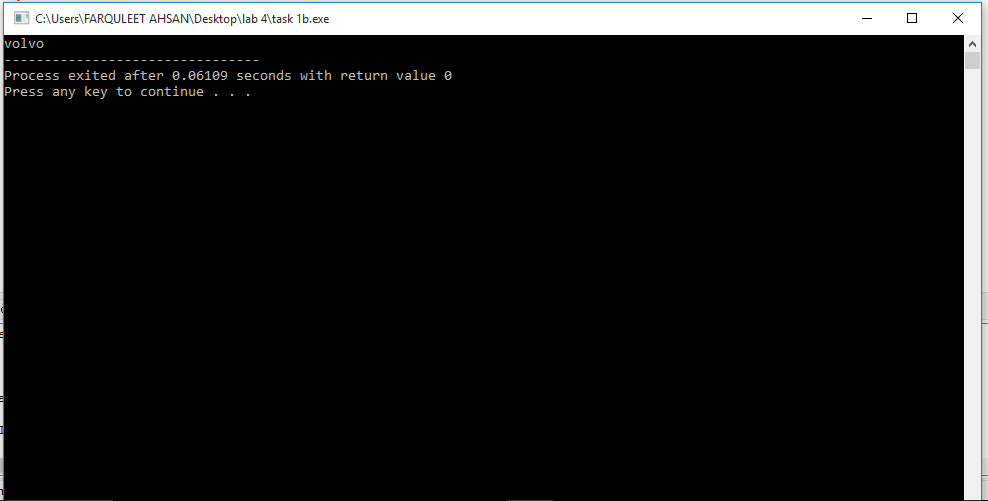 C:\Users\FARQULEET AHSAN\Desktop\lab 4\task 1b.exe
volvo
--------------------------------
Process exited after 0.06109 seconds with return value 0
Press any key to continue . . .